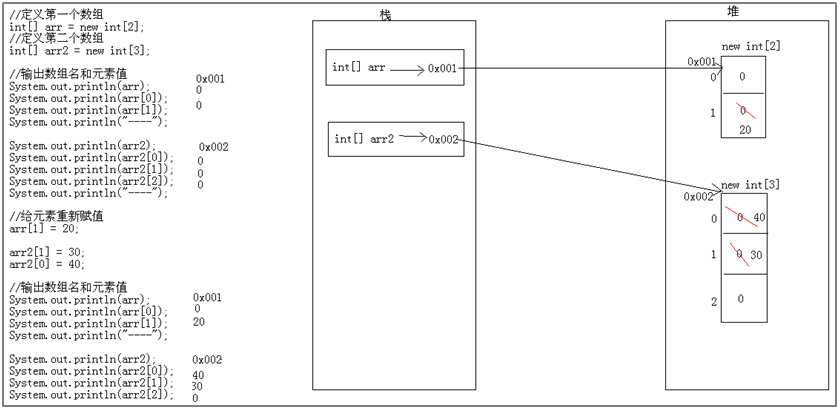 //定义第一个数组
int[] arr = new int[2];
//定义第二个数组
int[] arr2 = new int[3];
//输出数组名和元素值
System.out.println(arr); 0x001
System.out.println(arr[0]); 0
System.out.println(arr[1]); 0
System.out.println("----");
System.out.println(arr2); 0x002
System.out.println(arr2[0]); 0
System.out.println(arr2[1]); 0
System.out.println(arr2[2]); 0
System.out.println("----");
//给元素重新赋值
arr[1] = 20;
arr2[1] = 30;
arr2[0] = 40;
//输出数组名和元素值
System.out.println(arr); 0x001
System.out.println(arr[0]); 0
System.out.println(arr[1]); 20
System.out.println("----");
System.out.println(arr2); 0x002
System.out.println(arr2[0]); 40
System.out.println(arr2[1]); 30
System.out.println(arr2[2]); 0
栈
int[] arr 0x001
int[] arr2 0x002
堆
new int[2]
0x001
0 0
1 0
20
new int[3]
0x002
0 0 40
1 0 30
2 0